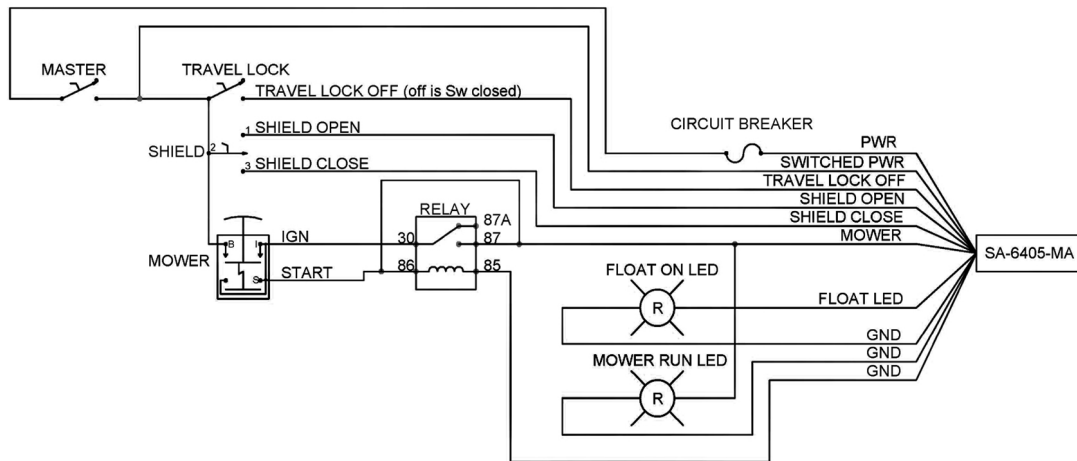 MASTER
TRAVEL LOCK
TRAVEL LOCK OFF (off is Sw closed)
1 SHIELD OPEN
SHIELD 2
3 SHIELD CLOSE
CIRCUIT BREAKER
PWR
SWITCHED PWR
TRAVEL LOCK OFF
SHIELD OPEN
SHIELD CLOSE
MOWER
SA-6405-MA
RELAY
87A
IGN
30
87
B
I
MOWER
START
86
85
S
FLOAT ON LED
R
FLOAT LED
GND
MOWER RUN LED
GND
GND
R